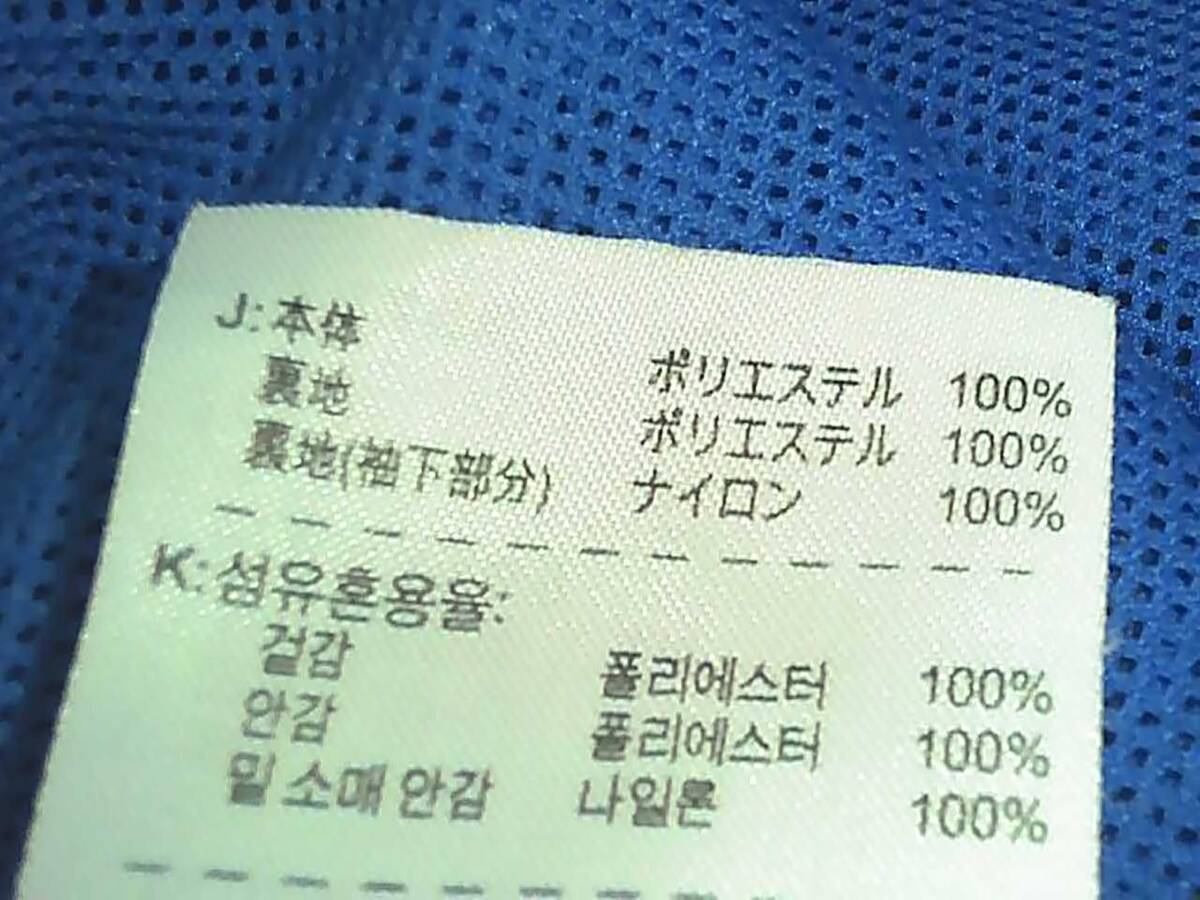 J:本体 ポリエステル 100%
裏地 ポリエステル 100%
裏地(袖下部分) ナイロン 100%
K:섬유혼용율:
겉감 폴리에스터 100%
안감 폴리에스터 100%
밑 소매 안감 나일론 100%